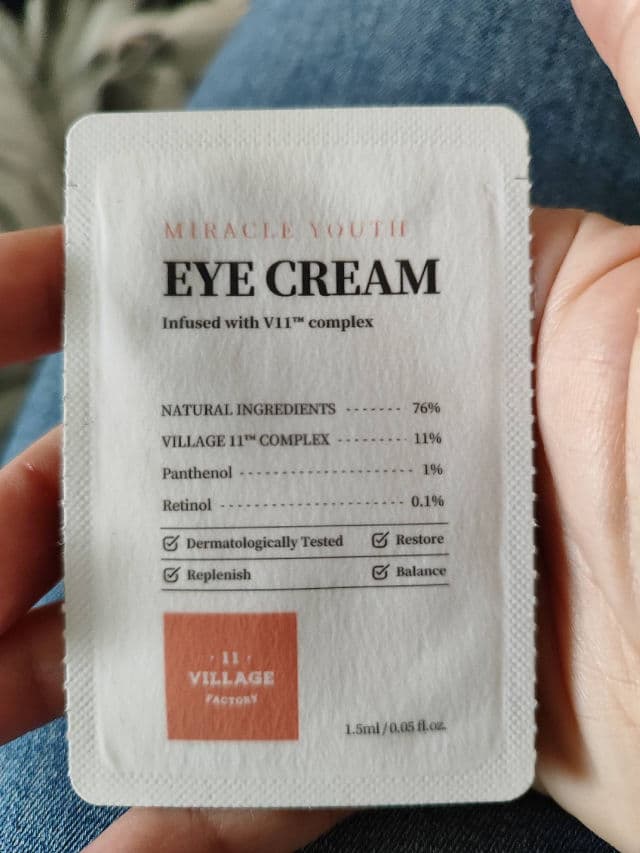 MIRACLE YOUTH
EYE CREAM
Infused with V11™ complex
NATURAL INGREDIENTS ------- 76%
VILLAGE 11™ COMPLEX --------- 11%
Panthenol ---------------------- 1%
Retinol ------------------------ 0.1%
Dermatologically Tested Restore
Replenish Balance
· 11 ·
VILLAGE
FACTORY
1.5ml / 0.05 fl.oz.